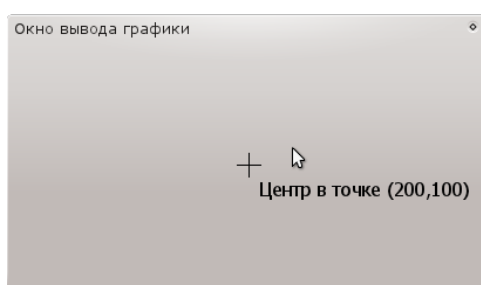 Окно вывода графики
Центр в точке (200,100)